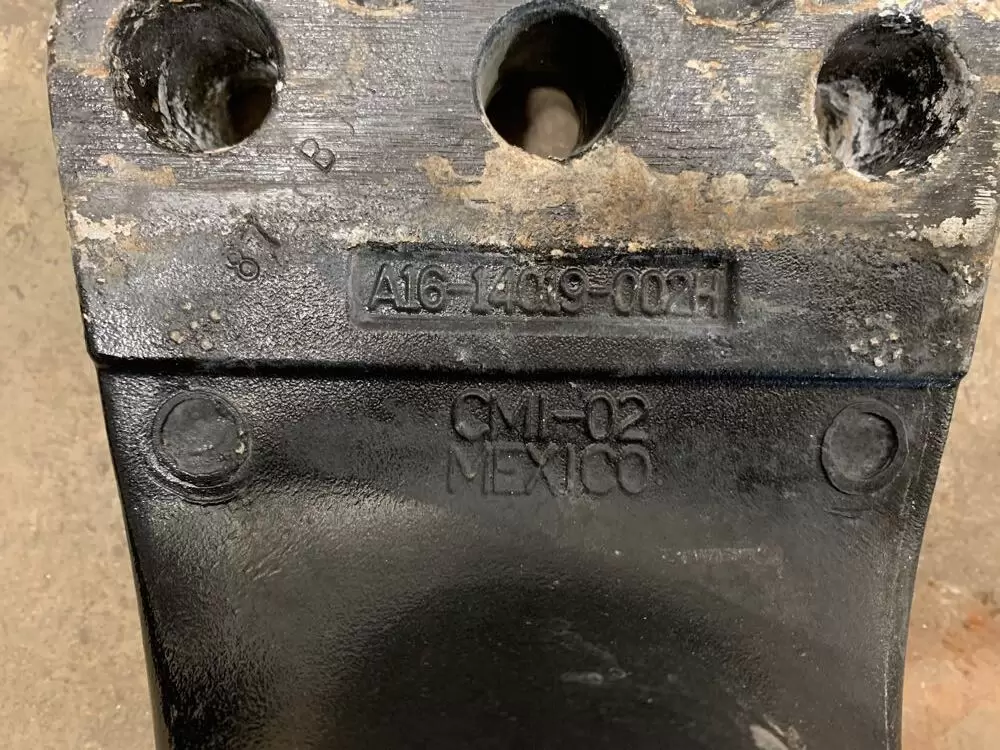 B
87
A16-14019-002H
CMI-02
MEXICO